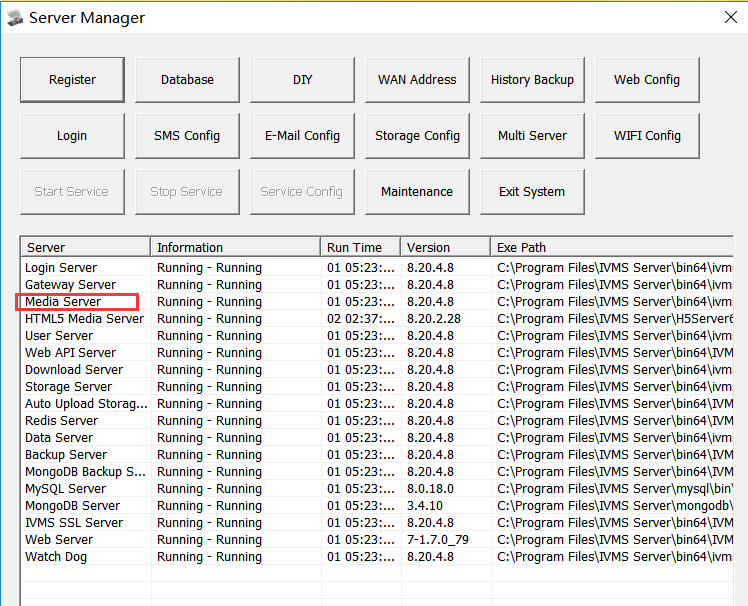 Server Manager
Register Database DIY WAN Address History Backup Web Config
Login SMS Config E-Mail Config Storage Config Multi Server WIFI Config
Start Service Stop Service Service Config Maintenance Exit System
Server Information Run Time Version Exe Path
Login Server Running - Running 01 05:23:... 8.20.4.8 C:\Program Files\IVMS Server\bin64\ivms
Gateway Server Running - Running 01 05:23:... 8.20.4.8 C:\Program Files\IVMS Server\bin64\ivms
Media Server Running - Running 01 05:23:... 8.20.4.8 C:\Program Files\IVMS Server\bin64\ivms
HTML5 Media Server Running - Running 02 02:37:... 8.20.2.28 C:\Program Files\IVMS Server\H5Server6
User Server Running - Running 01 05:23:... 8.20.4.8 C:\Program Files\IVMS Server\bin64\ivms
Web API Server Running - Running 01 05:23:... 8.20.4.8 C:\Program Files\IVMS Server\bin64\IVM
Download Server Running - Running 01 05:23:... 8.20.4.8 C:\Program Files\IVMS Server\bin64\ivms
Storage Server Running - Running 01 05:23:... 8.20.4.8 C:\Program Files\IVMS Server\bin64\ivms
Auto Upload Storag... Running - Running 01 05:23:... 8.20.4.8 C:\Program Files\IVMS Server\bin64\IVM
Redis Server Running - Running 01 05:23:... 8.20.4.8 C:\Program Files\IVMS Server\bin64\IVM
Data Server Running - Running 01 05:23:... 8.20.4.8 C:\Program Files\IVMS Server\bin64\ivms
Backup Server Running - Running 01 05:23:... 8.20.4.8 C:\Program Files\IVMS Server\bin64\IVM
MongoDB Backup S... Running - Running 01 05:23:... 8.20.4.8 C:\Program Files\IVMS Server\bin64\IVM
MySQL Server Running - Running 01 05:23:... 8.0.18.0 C:\Program Files\IVMS Server\mysql\bin\
MongoDB Server Running - Running 01 05:23:... 3.4.10 C:\Program Files\IVMS Server\mongodb\
IVMS SSL Server Running - Running 01 05:23:... 8.20.4.8 C:\Program Files\IVMS Server\bin64\IVM
Web Server Running - Running 01 05:23:... 7-1.7.0_79 C:\Program Files\IVMS Server\bin64\IVM
Watch Dog Running - Running 01 05:23:... 8.20.4.8 C:\Program Files\IVMS Server\bin64\ivms